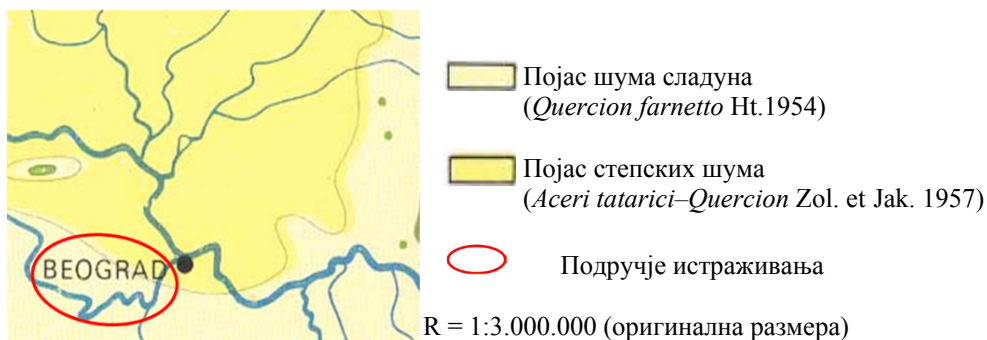 BEOGRAD
Појас шума сладуна
(Quercion farnetto Ht.1954)
Појас степских шума
(Aceri tatarici–Quercion Zol. et Jak. 1957)
Подручје истраживања
R = 1:3.000.000 (оригинална размера)